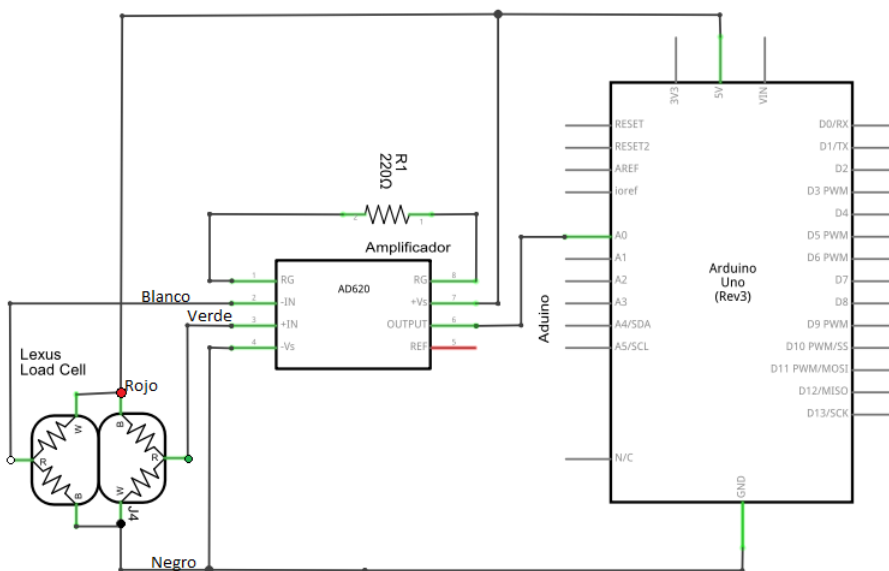 3V3
5V
VIN
RESET
RESET2
AREF
ioref
A0
A1
A2
A3
A4/SDA
A5/SCL
N/C
GND
D0/RX
D1/TX
D2
D3 PWM
D4
D5 PWM
D6 PWM
D7
D8
D9 PWM
D10 PWM/SS
D11 PWM/MOSI
D12/MISO
D13/SCK
Arduino
Uno
(Rev3)
R1
220Ω
2
1
Amplificador
AD620
1
RG
2
-IN
3
+IN
4
-Vs
RG
8
+Vs
7
OUTPUT
6
REF
5
Aduino
Blanco
Verde
Lexus
Load Cell
Rojo
W
B
R
R
B
W
J4
Negro